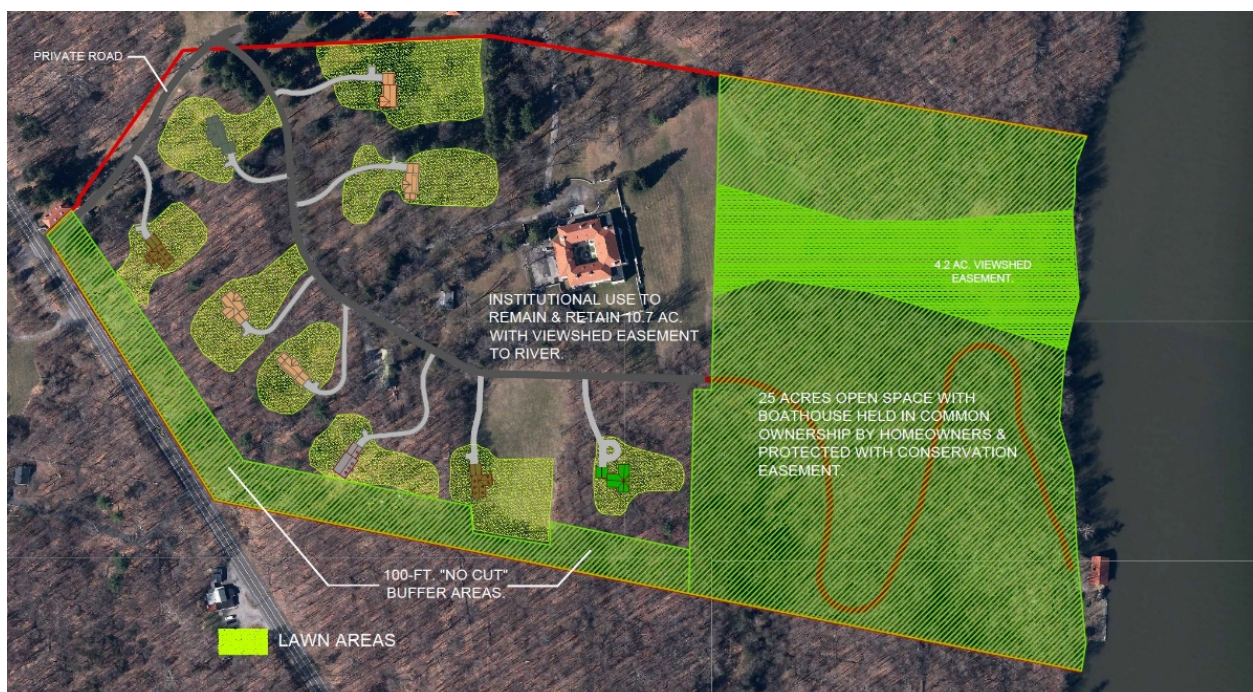 PRIVATE ROAD
4.2 AC. VIEWSHED
EASEMENT.
INSTITUTIONAL USE TO
REMAIN & RETAIN 10.7 AC.
WITH VIEWSHED EASEMENT
TO RIVER.
25 ACRES OPEN SPACE WITH
BOATHOUSE HELD IN COMMON
OWNERSHIP BY HOMEOWNERS &
PROTECTED WITH CONSERVATION
EASEMENT.
100-FT. "NO CUT"
BUFFER AREAS.
LAWN AREAS